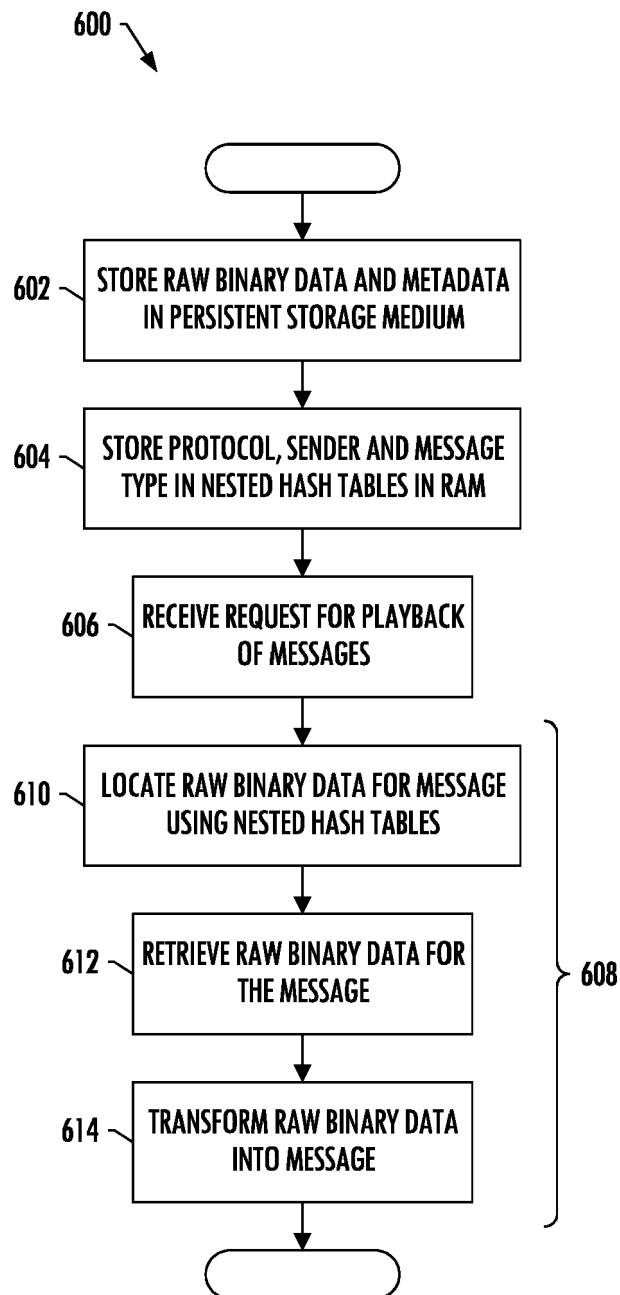 600
602
STORE RAW BINARY DATA AND METADATA
IN PERSISTENT STORAGE MEDIUM
604
STORE PROTOCOL, SENDER AND MESSAGE
TYPE IN NESTED HASH TABLES IN RAM
606
RECEIVE REQUEST FOR PLAYBACK
OF MESSAGES
610
LOCATE RAW BINARY DATA FOR MESSAGE
USING NESTED HASH TABLES
612
RETRIEVE RAW BINARY DATA FOR
THE MESSAGE
608
614
TRANSFORM RAW BINARY DATA
INTO MESSAGE